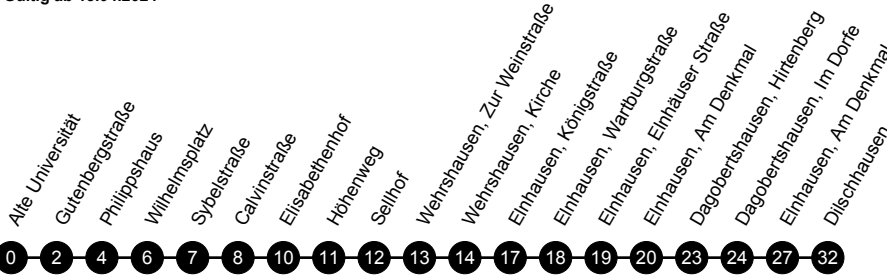 Alte Universität
Gutenbergstraße
Philippshaus
Wilhelmsplatz
Sybelstraße
Calvinstraße
Elisabethenhof
Höhenweg
Sellhof
Wehrshausen, Zur Weinstraße
Wehrshausen, Kirche
Elnhausen, Königstraße
Elnhausen, Wartburgstraße
Elnhausen, Elnhäuser Straße
Elnhausen, Am Denkmal
Dagobertshausen, Hirtenberg
Dagobertshausen, Im Dorfe
Elnhausen, Am Denkmal
Dilschhausen
0 2 4 6 7 8 10 11 12 13 14 17 18 19 20 23 24 27 32